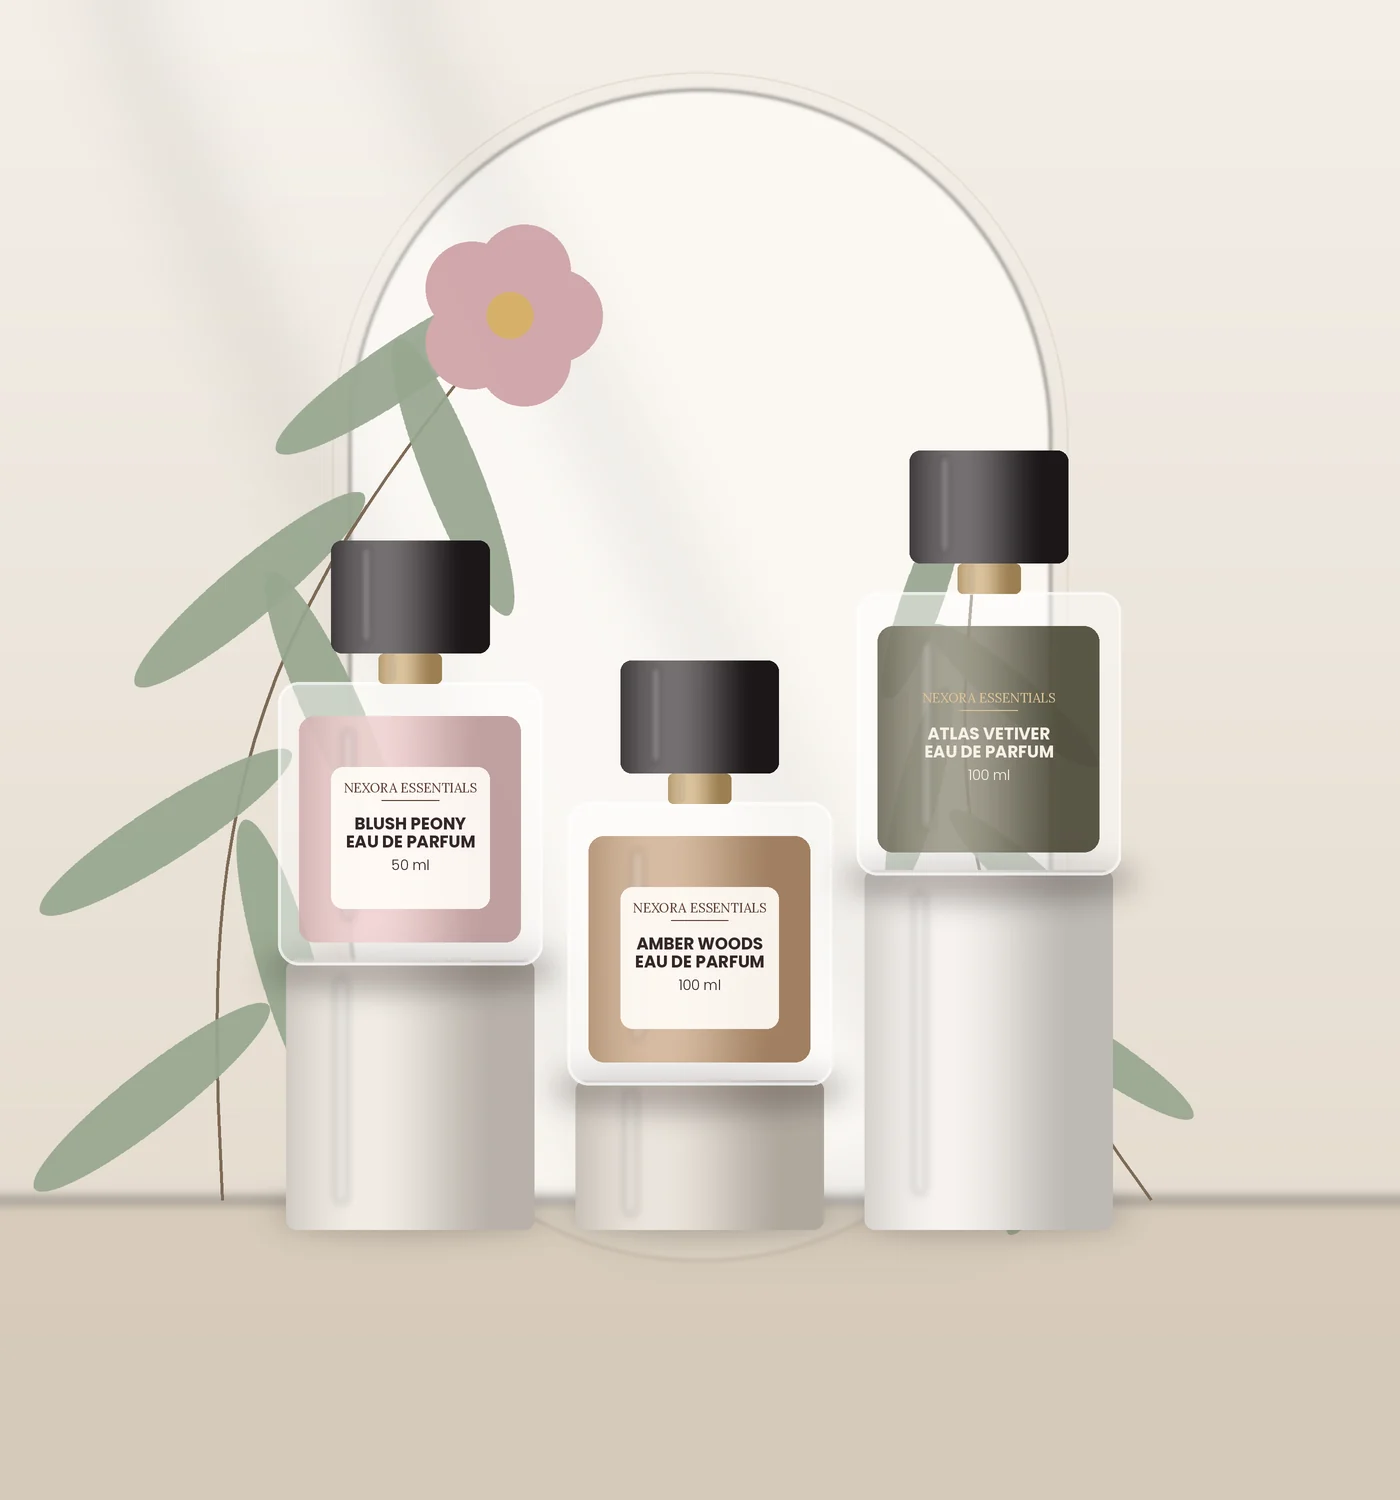 NEXORA ESSENTIALS
BLUSH PEONY
EAU DE PARFUM
50 ml
NEXORA ESSENTIALS
AMBER WOODS
EAU DE PARFUM
100 ml
NEXORA ESSENTIALS
ATLAS VETIVER
EAU DE PARFUM
100 ml